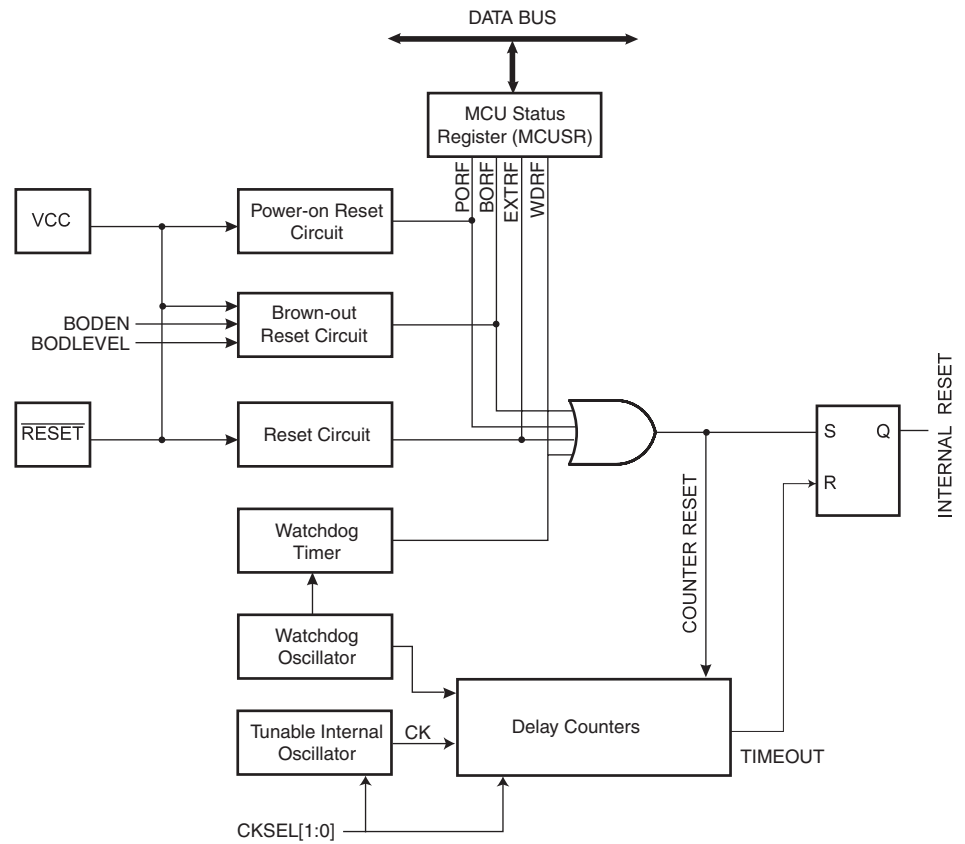 DATA BUS
MCU Status
Register (MCUSR)
PORF
BORF
EXTRF
WDRF
VCC
Power-on Reset
Circuit
BODEN
BODLEVEL
Brown-out
Reset Circuit
RESET
Reset Circuit
S
Q
R
INTERNAL RESET
Watchdog
Timer
COUNTER RESET
Watchdog
Oscillator
Tunable Internal
Oscillator
CK
Delay Counters
TIMEOUT
CKSEL[1:0]